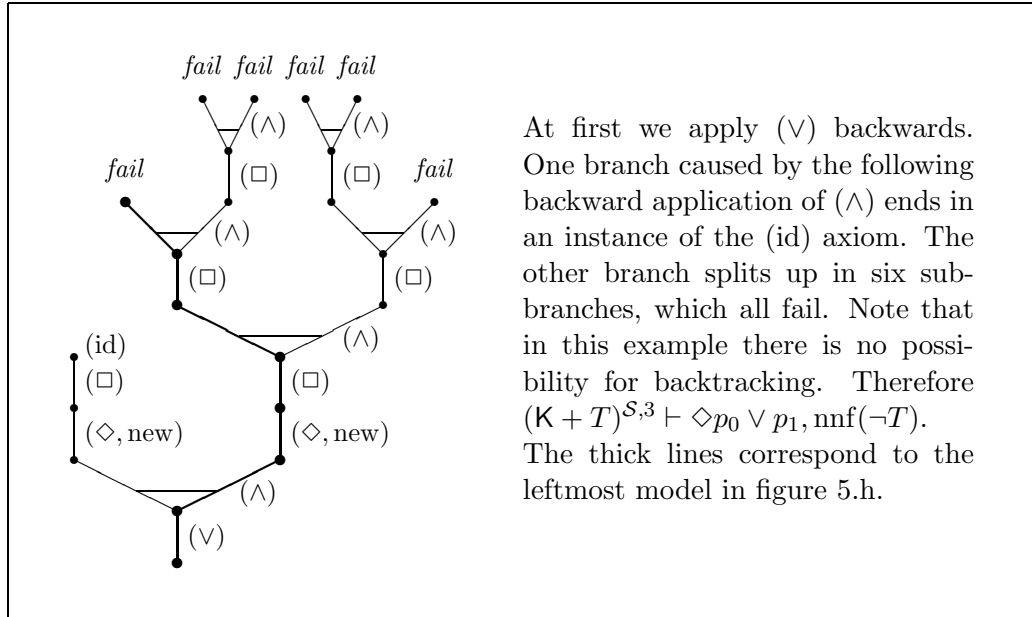 fail fail fail fail
(∧) (∧)
fail (□) (□) fail
(∧) (∧)
(□) (□)
(∧)
(id)
(□) (□)
(◇, new) (◇, new)
(∧)
(∨)
At first we apply (∨) backwards.
One branch caused by the following
backward application of (∧) ends in
an instance of the (id) axiom. The
other branch splits up in six sub-
branches, which all fail. Note that
in this example there is no possi-
bility for backtracking. Therefore
(K + T)^{S,3} ⊢ ◇p₀ ∨ p₁, nnf(¬T).
The thick lines correspond to the
leftmost model in figure 5.h.